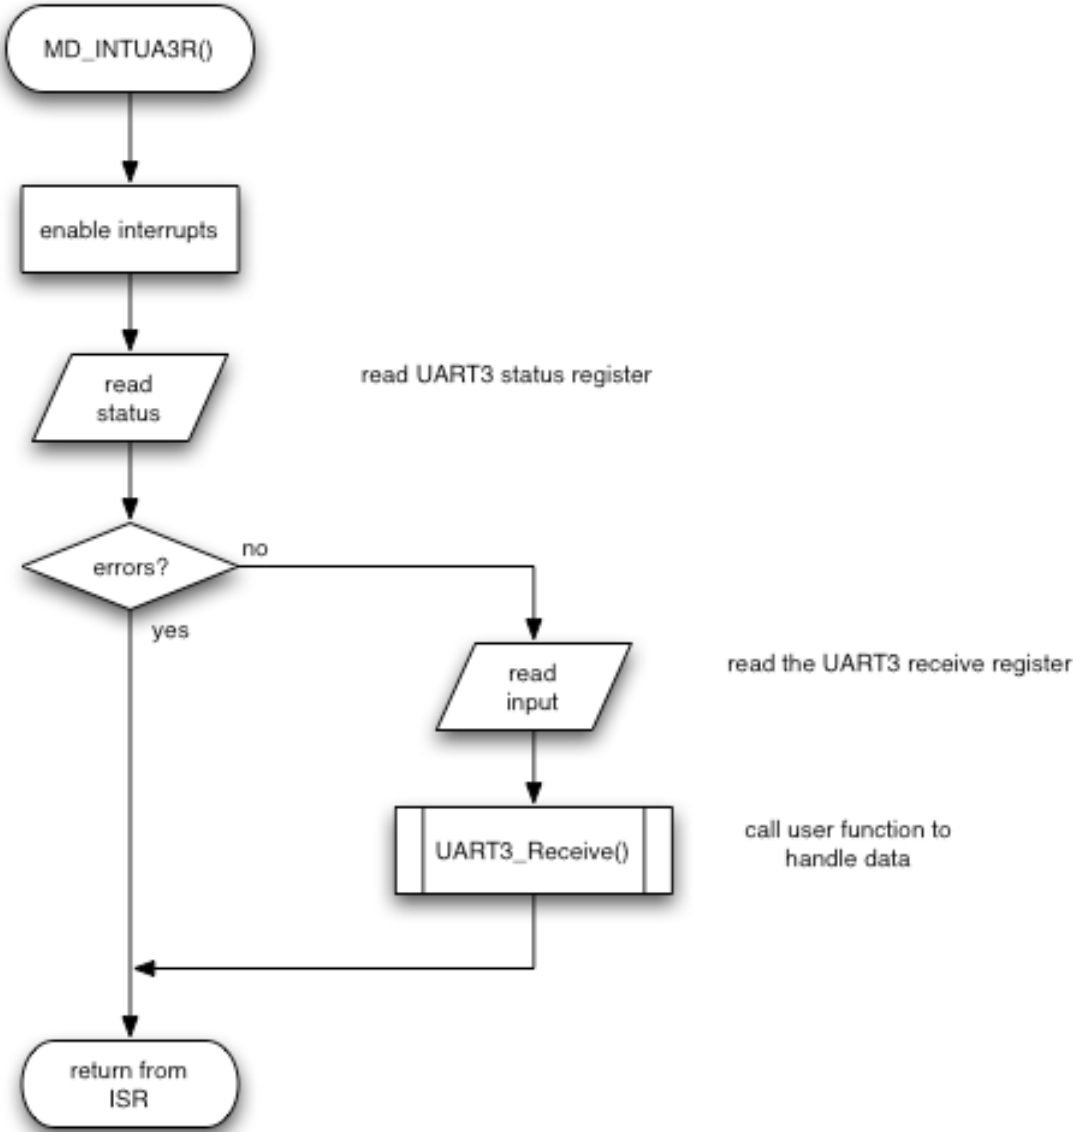 MD_INTUA3R()
enable interrupts
read
status
read UART3 status register
errors?
no
yes
read
input
read the UART3 receive register
UART3_Receive()
call user function to
handle data
return from
ISR